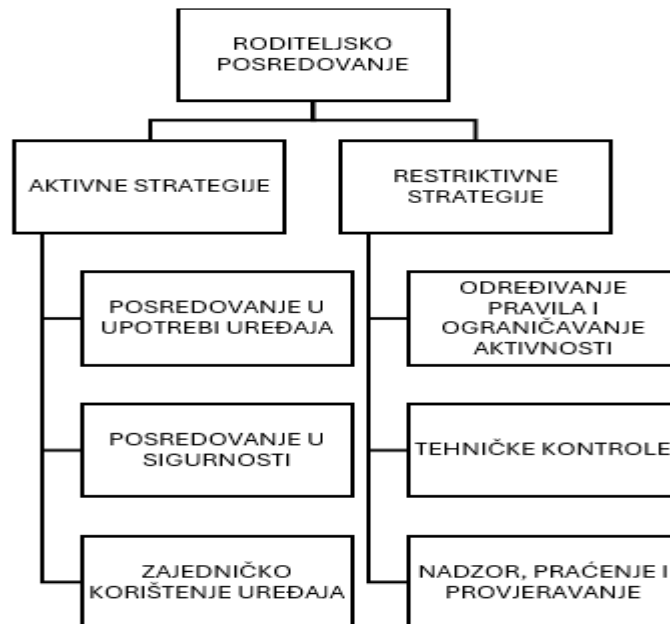 RODITELJSKO
POSREDOVANJE
AKTIVNE STRATEGIJE
RESTRIKTIVNE
STRATEGIJE
POSREDOVANJE U
UPOTREBI UREĐAJA
ODREĐIVANJE
PRAVILA I
OGRANIČAVANJE
AKTIVNOSTI
POSREDOVANJE U
SIGURNOSTI
TEHNIČKE KONTROLE
ZAJEDNIČKO
KORIŠTENJE UREĐAJA
NADZOR, PRAĆENJE I
PROVJERAVANJE